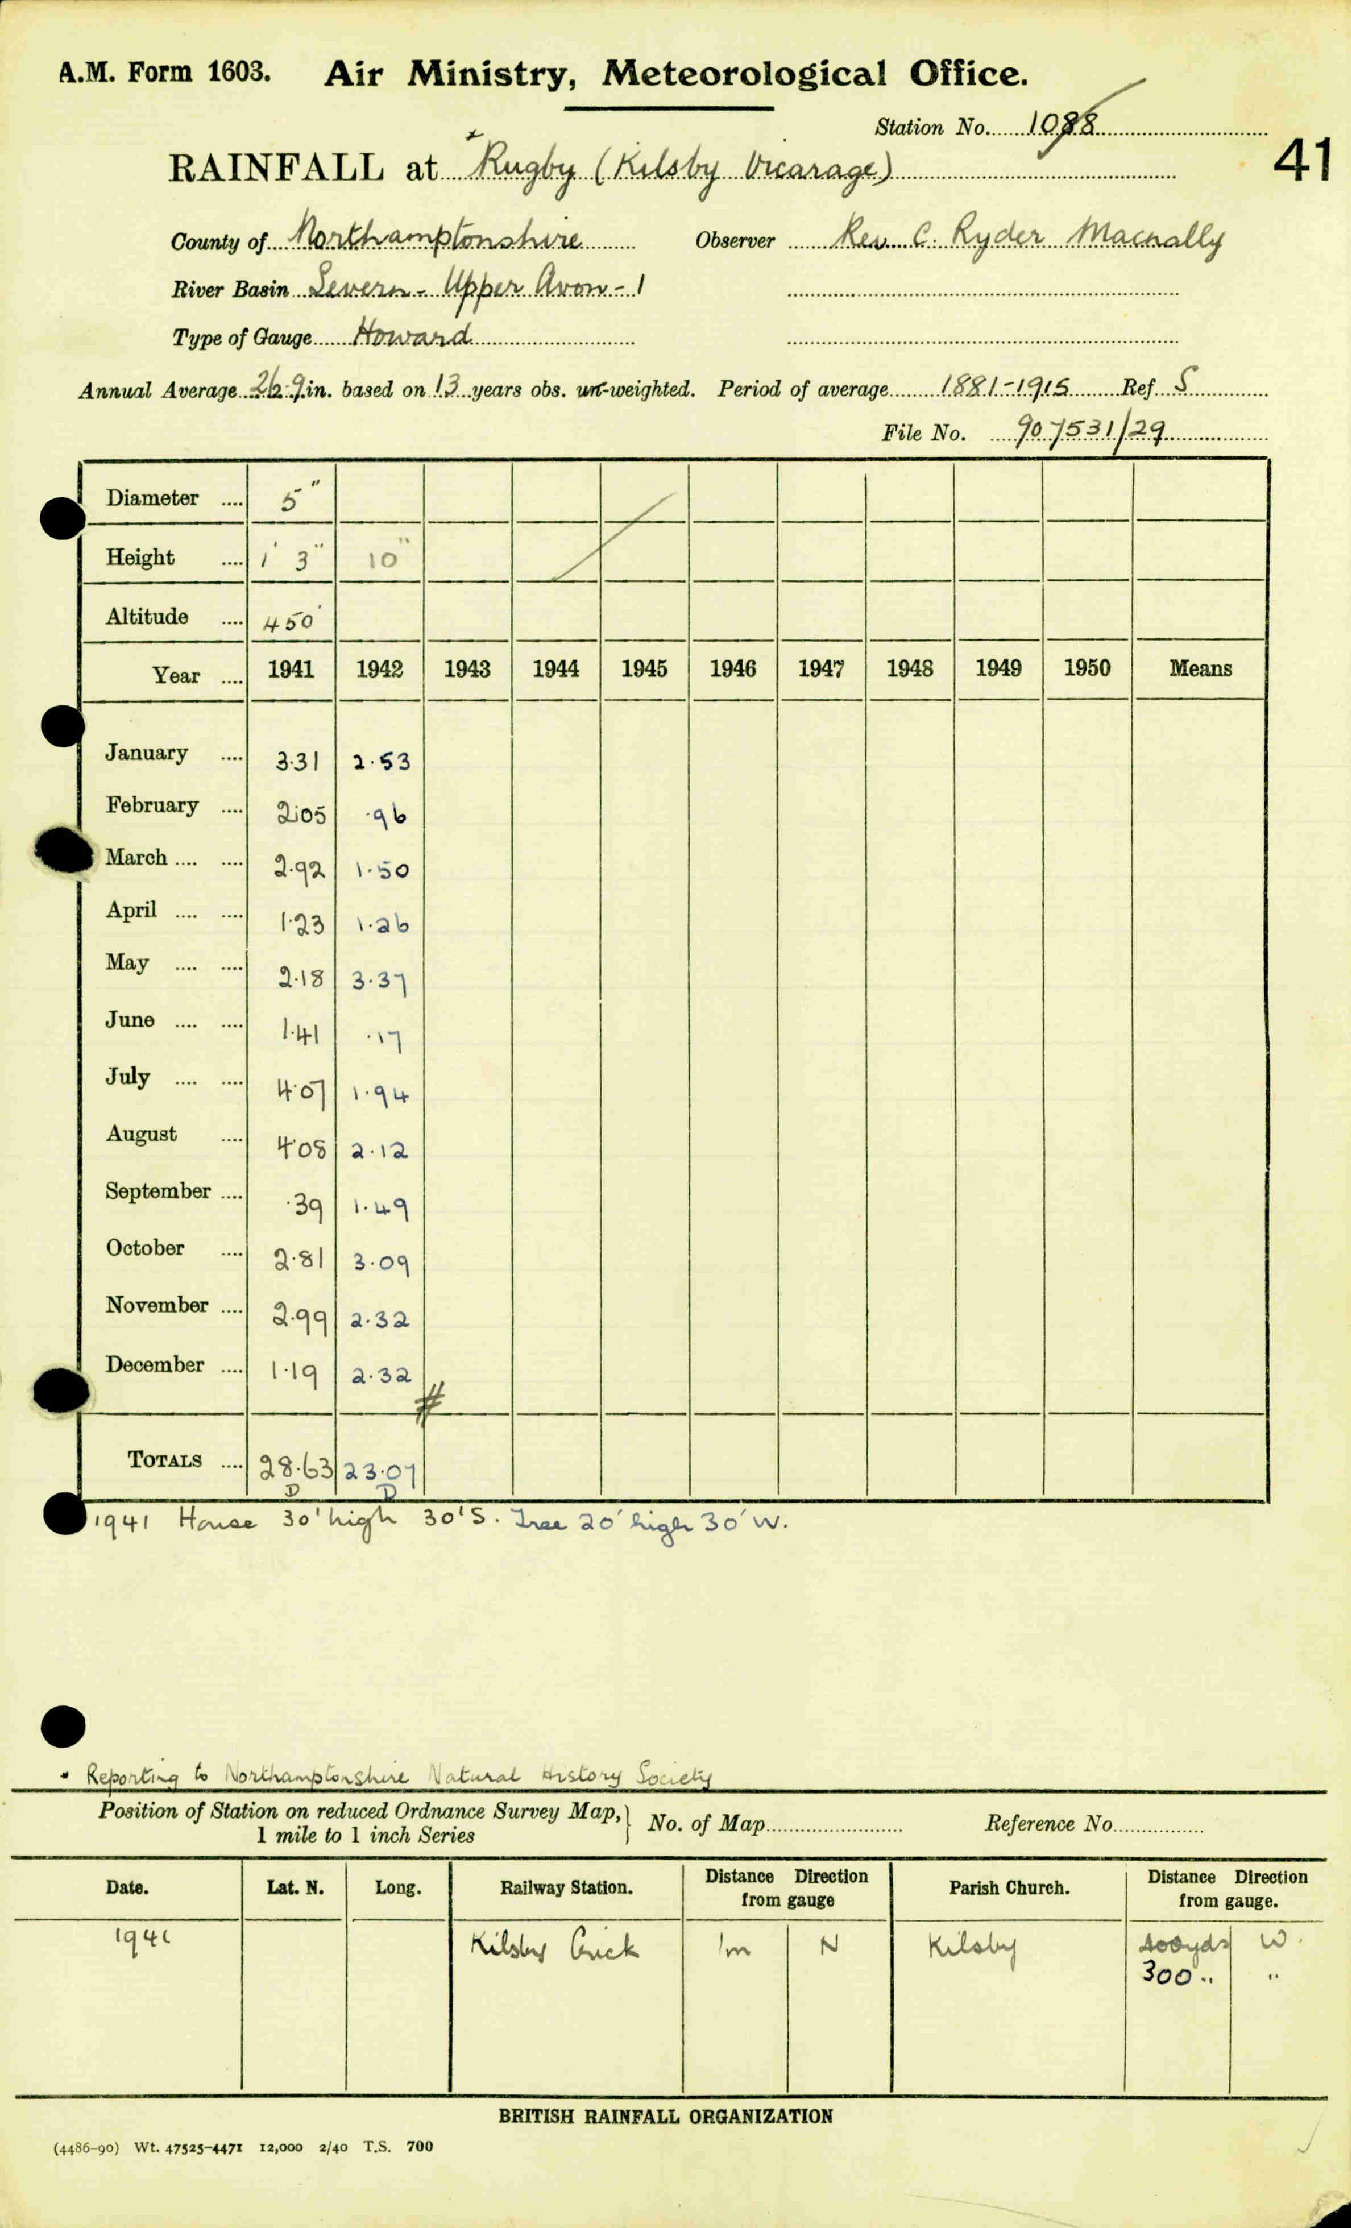 A.M. Form 1603. Air Ministry, Meteorological Office.
Station No. 1088
41
RAINFALL at * Rugby (Kilsby Vicarage)
County of Northamptonshire Observer Rev. C. Ryder Macnally
River Basin Severn - Upper Avon - 1
Type of Gauge Howard
Annual Average 26.9 in. based on 13 years obs. un-weighted. Period of average 1881-1915 Ref. S
File No. 907531/29
Diameter .... 5"
Height .... 1' 3" 10"
Altitude .... 450'
Year .... 1941 1942 1943 1944 1945 1946 1947 1948 1949 1950 Means
January .... 3.31 2.53
February .... 2.05 .96
March .... .... 2.92 1.50
April .... .... 1.23 1.26
May .... .... 2.18 3.37
June .... .... 1.41 .17
July .... .... 4.07 1.94
August .... 4.08 2.12
September .... .39 1.49
October .... 2.81 3.09
November .... 2.99 2.32
December .... 1.19 2.32
#
TOTALS .... 28.63 23.07
D D
1941 House 30' high 30' S. Tree 20' high 30' W.
* Reporting to Northamptonshire Natural History Society
Position of Station on reduced Ordnance Survey Map, } No. of Map Reference No.
1 mile to 1 inch Series
Date. Lat. N. Long. Railway Station. Distance Direction from gauge Parish Church. Distance Direction from gauge.
1941 Kilsby Crick 1m N Kilsby 400yds W.
300 " "
BRITISH RAINFALL ORGANIZATION
(4486-90) Wt. 47525-4471 12,000 2/40 T.S. 700